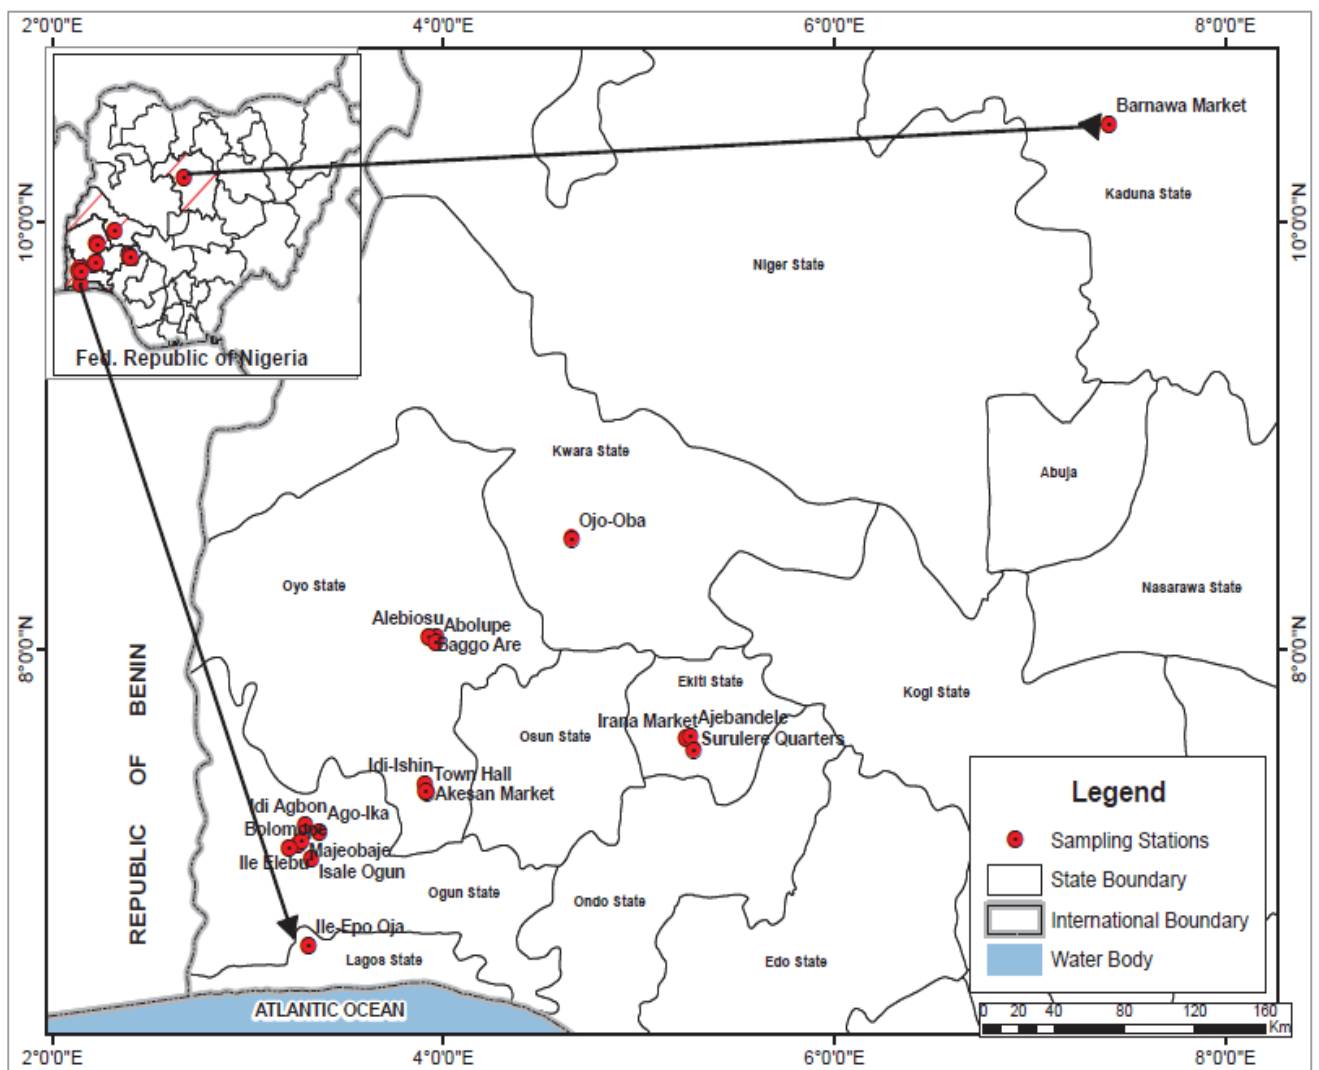 2°0'0"E 4°0'0"E 6°0'0"E 8°0'0"E
Barnawa Market
Kaduna State
10°0'0"N
10°0'0"N
Niger State
Fed. Republic of Nigeria
Kwara State
Abuja
Ojo-Oba
Oyo State
Nasarawa State
Alebiosu
Abolupe
Baggo Are
8°0'0"N
8°0'0"N
REPUBLIC OF BENIN
Ekiti State
Kogi State
Irana Market
Ajebandele
Surulere Quarters
Osun State
Idi-Ishin
Town Hall
Akesan Market
Idi Agbon
Ago-Ika
Bolomope
Majeobaje
Ile Elebu
Isale Ogun
Ogun State
Ondo State
Ile-Epo Oja
Lagos State
Edo State
ATLANTIC OCEAN
Legend
Sampling Stations
State Boundary
International Boundary
Water Body
0 20 40 80 120 160
Km
2°0'0"E 4°0'0"E 6°0'0"E 8°0'0"E